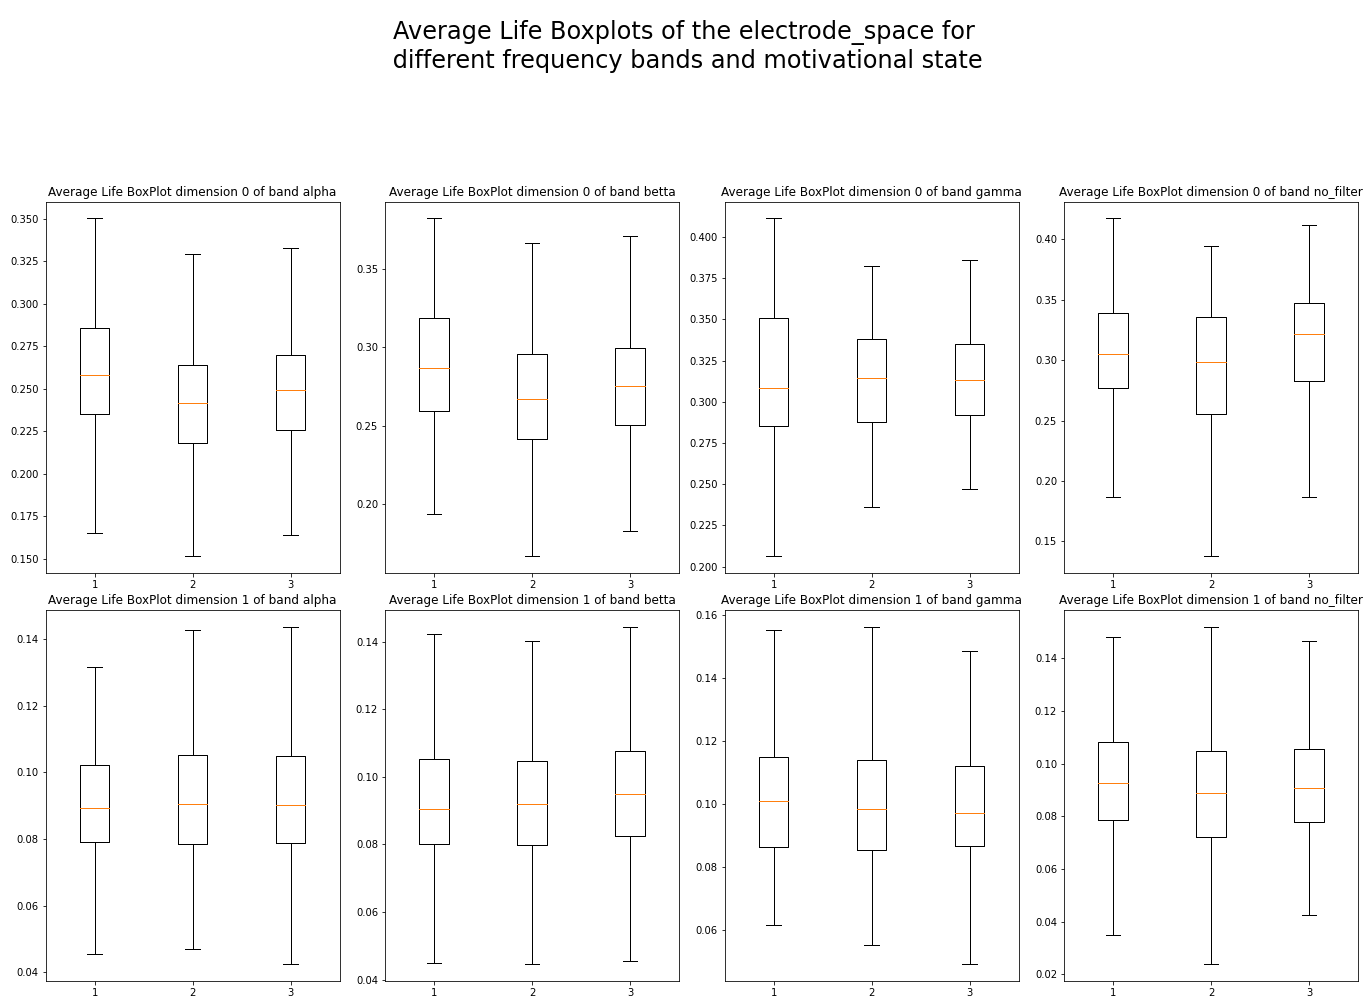 Average Life Boxplots of the electrode_space for
different frequency bands and motivational state
Average Life BoxPlot dimension 0 of band alpha
0.350
0.325
0.300
0.275
0.250
0.225
0.200
0.175
0.150
1 2 3
Average Life BoxPlot dimension 0 of band betta
0.35
0.30
0.25
0.20
1 2 3
Average Life BoxPlot dimension 0 of band gamma
0.400
0.375
0.350
0.325
0.300
0.275
0.250
0.225
0.200
1 2 3
Average Life BoxPlot dimension 0 of band no_filter
0.40
0.35
0.30
0.25
0.20
0.15
1 2 3
Average Life BoxPlot dimension 1 of band alpha
0.14
0.12
0.10
0.08
0.06
0.04
1 2 3
Average Life BoxPlot dimension 1 of band betta
0.14
0.12
0.10
0.08
0.06
0.04
1 2 3
Average Life BoxPlot dimension 1 of band gamma
0.16
0.14
0.12
0.10
0.08
0.06
1 2 3
Average Life BoxPlot dimension 1 of band no_filter
0.14
0.12
0.10
0.08
0.06
0.04
0.02
1 2 3